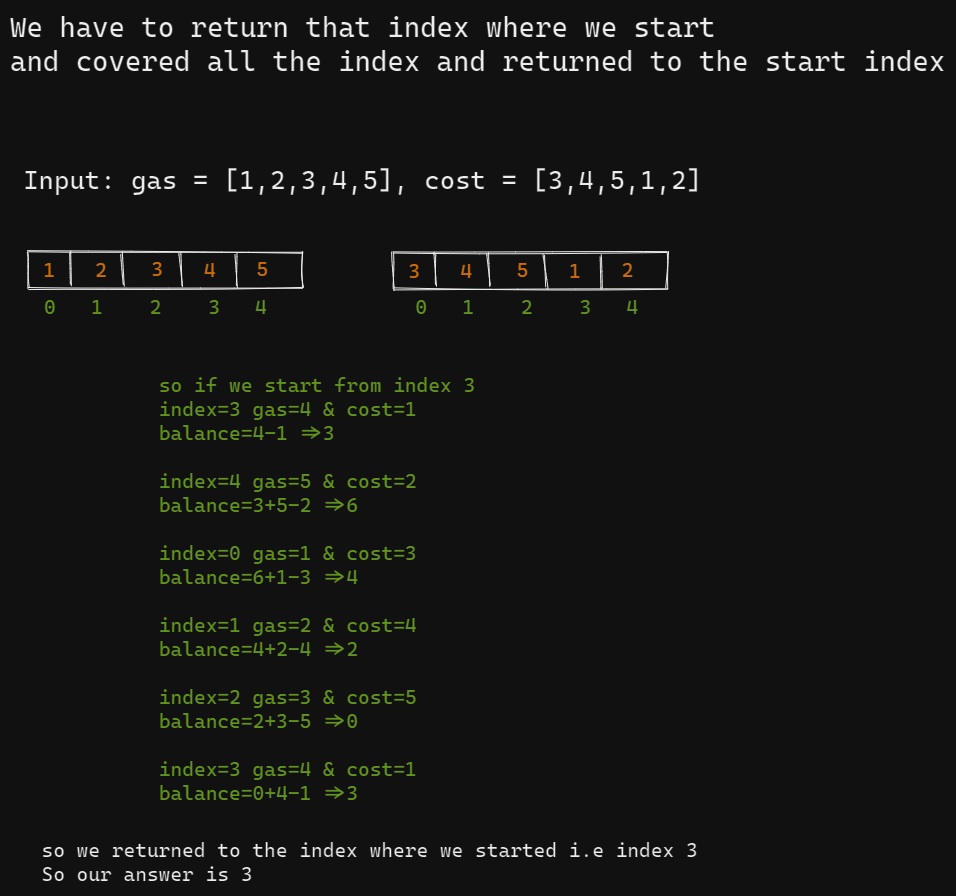 We have to return that index where we start
and covered all the index and returned to the start index
Input: gas = [1,2,3,4,5], cost = [3,4,5,1,2]
1 2 3 4 5 3 4 5 1 2
0 1 2 3 4 0 1 2 3 4
so if we start from index 3
index=3 gas=4 & cost=1
balance=4-1 =>3
index=4 gas=5 & cost=2
balance=3+5-2 =>6
index=0 gas=1 & cost=3
balance=6+1-3 =>4
index=1 gas=2 & cost=4
balance=4+2-4 =>2
index=2 gas=3 & cost=5
balance=2+3-5 =>0
index=3 gas=4 & cost=1
balance=0+4-1 =>3
so we returned to the index where we started i.e index 3
So our answer is 3